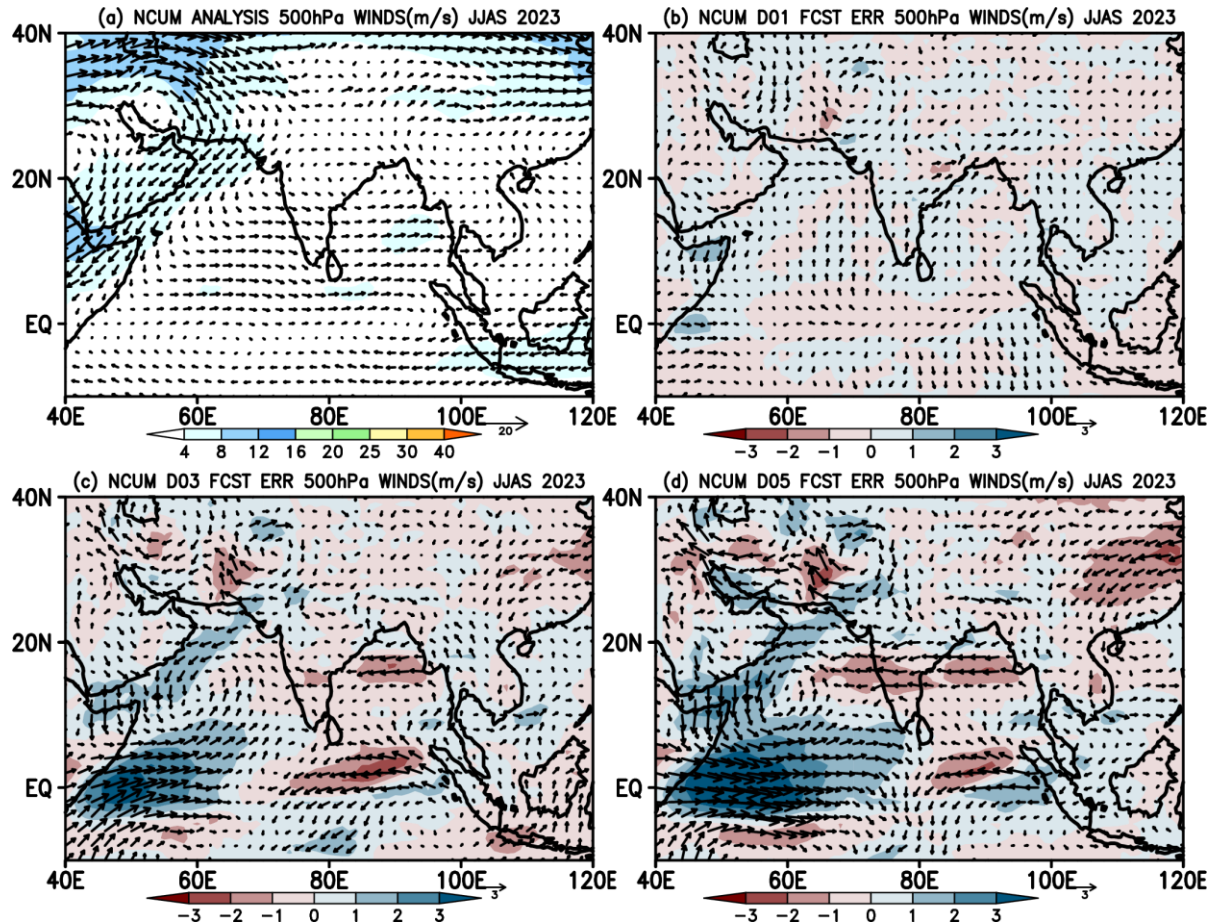 (a) NCUM ANALYSIS 500hPa WINDS(m/s) JJAS 2023
40N
20N
EQ
40E 60E 80E 100E 120E
20
4 8 12 16 20 25 30 40
(b) NCUM D01 FCST ERR 500hPa WINDS(m/s) JJAS 2023
40N
20N
EQ
40E 60E 80E 100E 120E
3
−3 −2 −1 0 1 2 3
(c) NCUM D03 FCST ERR 500hPa WINDS(m/s) JJAS 2023
40N
20N
EQ
40E 60E 80E 100E 120E
3
−3 −2 −1 0 1 2 3
(d) NCUM D05 FCST ERR 500hPa WINDS(m/s) JJAS 2023
40N
20N
EQ
40E 60E 80E 100E 120E
3
−3 −2 −1 0 1 2 3